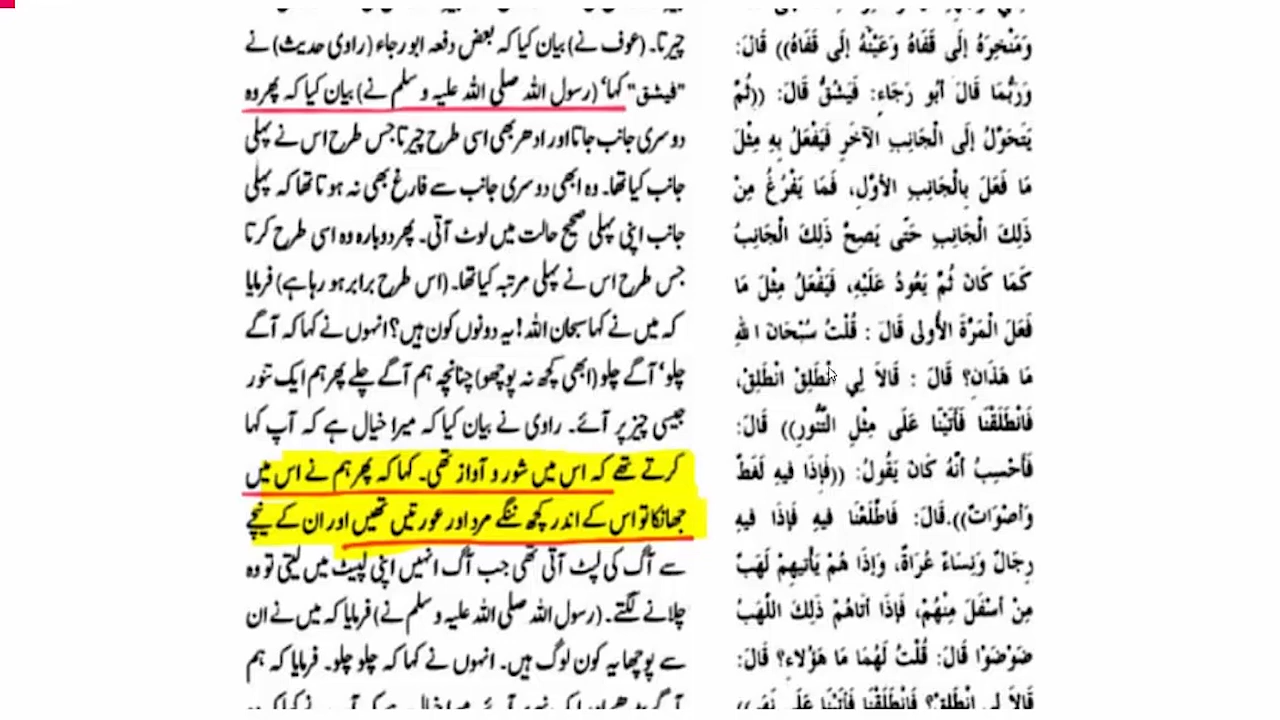 وَمَنْخِرَهُ إِلَى قَفَاهُ وَعَيْنَهُ إِلَى قَفَاهُ)) قَالَ:
وَرُبَّمَا قَالَ أَبُو رَجَاءٍ: فَيَشُقُّ قَالَ: ((ثُمَّ
يَتَحَوَّلُ إِلَى الْجَانِبِ الآخَرِ فَيَفْعَلُ بِهِ مِثْلَ
مَا فَعَلَ بِالْجَانِبِ الأَوَّلِ، فَمَا يَفْرُغُ مِنْ
ذَلِكَ الْجَانِبِ حَتَّى يَصِحَّ ذَلِكَ الْجَانِبُ
كَمَا كَانَ ثُمَّ يَعُودُ عَلَيْهِ، فَيَفْعَلُ مِثْلَ مَا
فَعَلَ الْمَرَّةَ الأُولَى قَالَ : قُلْتُ سُبْحَانَ اللهِ
مَا هَذَانِ؟ قَالَ : قَالاَ لِي انْطَلِقْ انْطَلِقْ،
فَانْطَلَقْنَا فَأَتَيْنَا عَلَى مِثْلِ التَّنُّورِ)) قَالَ:
فَأَحْسِبُ أَنَّهُ كَانَ يَقُولُ: ((فَإِذَا فِيهِ لَغَطٌ
وَأَصْوَاتٌ)).قَالَ: فَاطَّلَعْنَا فِيهِ فَإِذَا فِيهِ
رِجَالٌ وَنِسَاءٌ عُرَاةٌ، وَإِذَا هُمْ يَأْتِيهِمْ لَهَبٌ
مِنْ أَسْفَلَ مِنْهُمْ، فَإِذَا أَتَاهُمْ ذَلِكَ اللَّهَبُ
ضَوْضَوْا قَالَ: قُلْتُ لَهُمَا مَا هَؤُلاَءِ؟ قَالَ:
قَالاَ لِي انْطَلِقْ؟ فَانْطَلَقْنَا فَأَتَيْنَا عَلَى نَهَرٍ ))
چیرتا۔ (عوف نے) بیان کیا کہ بعض دفعہ ابو رجاء (راوی حدیث) نے
"فیشق" کہا' (رسول اللہ صلی اللہ علیہ و سلم نے) بیان کیا کہ پھر وہ
دوسری جانب جاتا اور ادھر بھی اسی طرح چیرتا جس طرح اس نے پہلی
جانب کیا تھا۔ وہ ابھی دوسری جانب سے فارغ بھی نہ ہوتا تھا کہ پہلی
جانب اپنی پہلی صحیح حالت میں لوٹ آتی۔ پھر دوبارہ وہ اسی طرح کرتا
جس طرح اس نے پہلی مرتبہ کیا تھا۔ (اس طرح برابر ہو رہا ہے) فرمایا
کہ میں نے کہا سبحان اللہ! یہ دونوں کون ہیں؟ انہوں نے کہا کہ آگے
چلو' آگے چلو (ابھی کچھ نہ پوچھو) چنانچہ ہم آگے چلے پھر ہم ایک تنور
جیسی چیز پر آئے۔ راوی نے بیان کیا کہ میرا خیال ہے کہ آپ کہا
کرتے تھے کہ اس میں شور و آواز تھی۔ کہا کہ پھر ہم نے اس میں
جھانکا تو اس کے اندر کچھ ننگے مرد اور عورتیں تھیں اور ان کے نیچے
سے آگ کی لپٹ آتی تھی جب آگ انہیں اپنی لپیٹ میں لیتی تو وہ
چلانے لگتے۔ (رسول اللہ صلی اللہ علیہ و سلم نے) فرمایا کہ میں نے ان
سے پوچھا یہ کون لوگ ہیں۔ انہوں نے کہا کہ چلو چلو۔ فرمایا کہ ہم